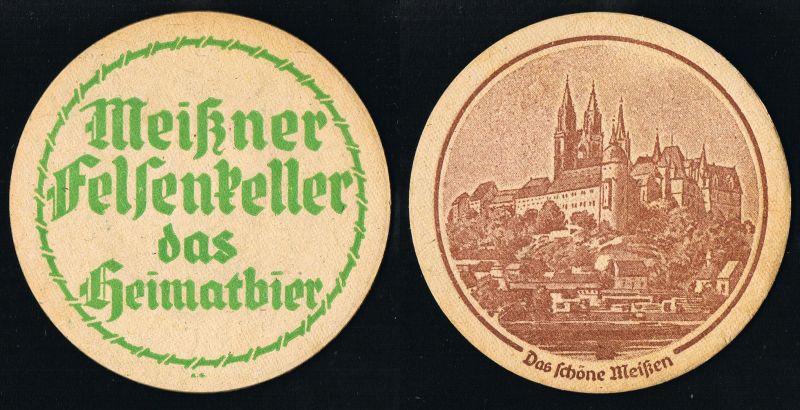 Meißner
Felsenkeller
das
Heimatbier
Das schöne Meißen